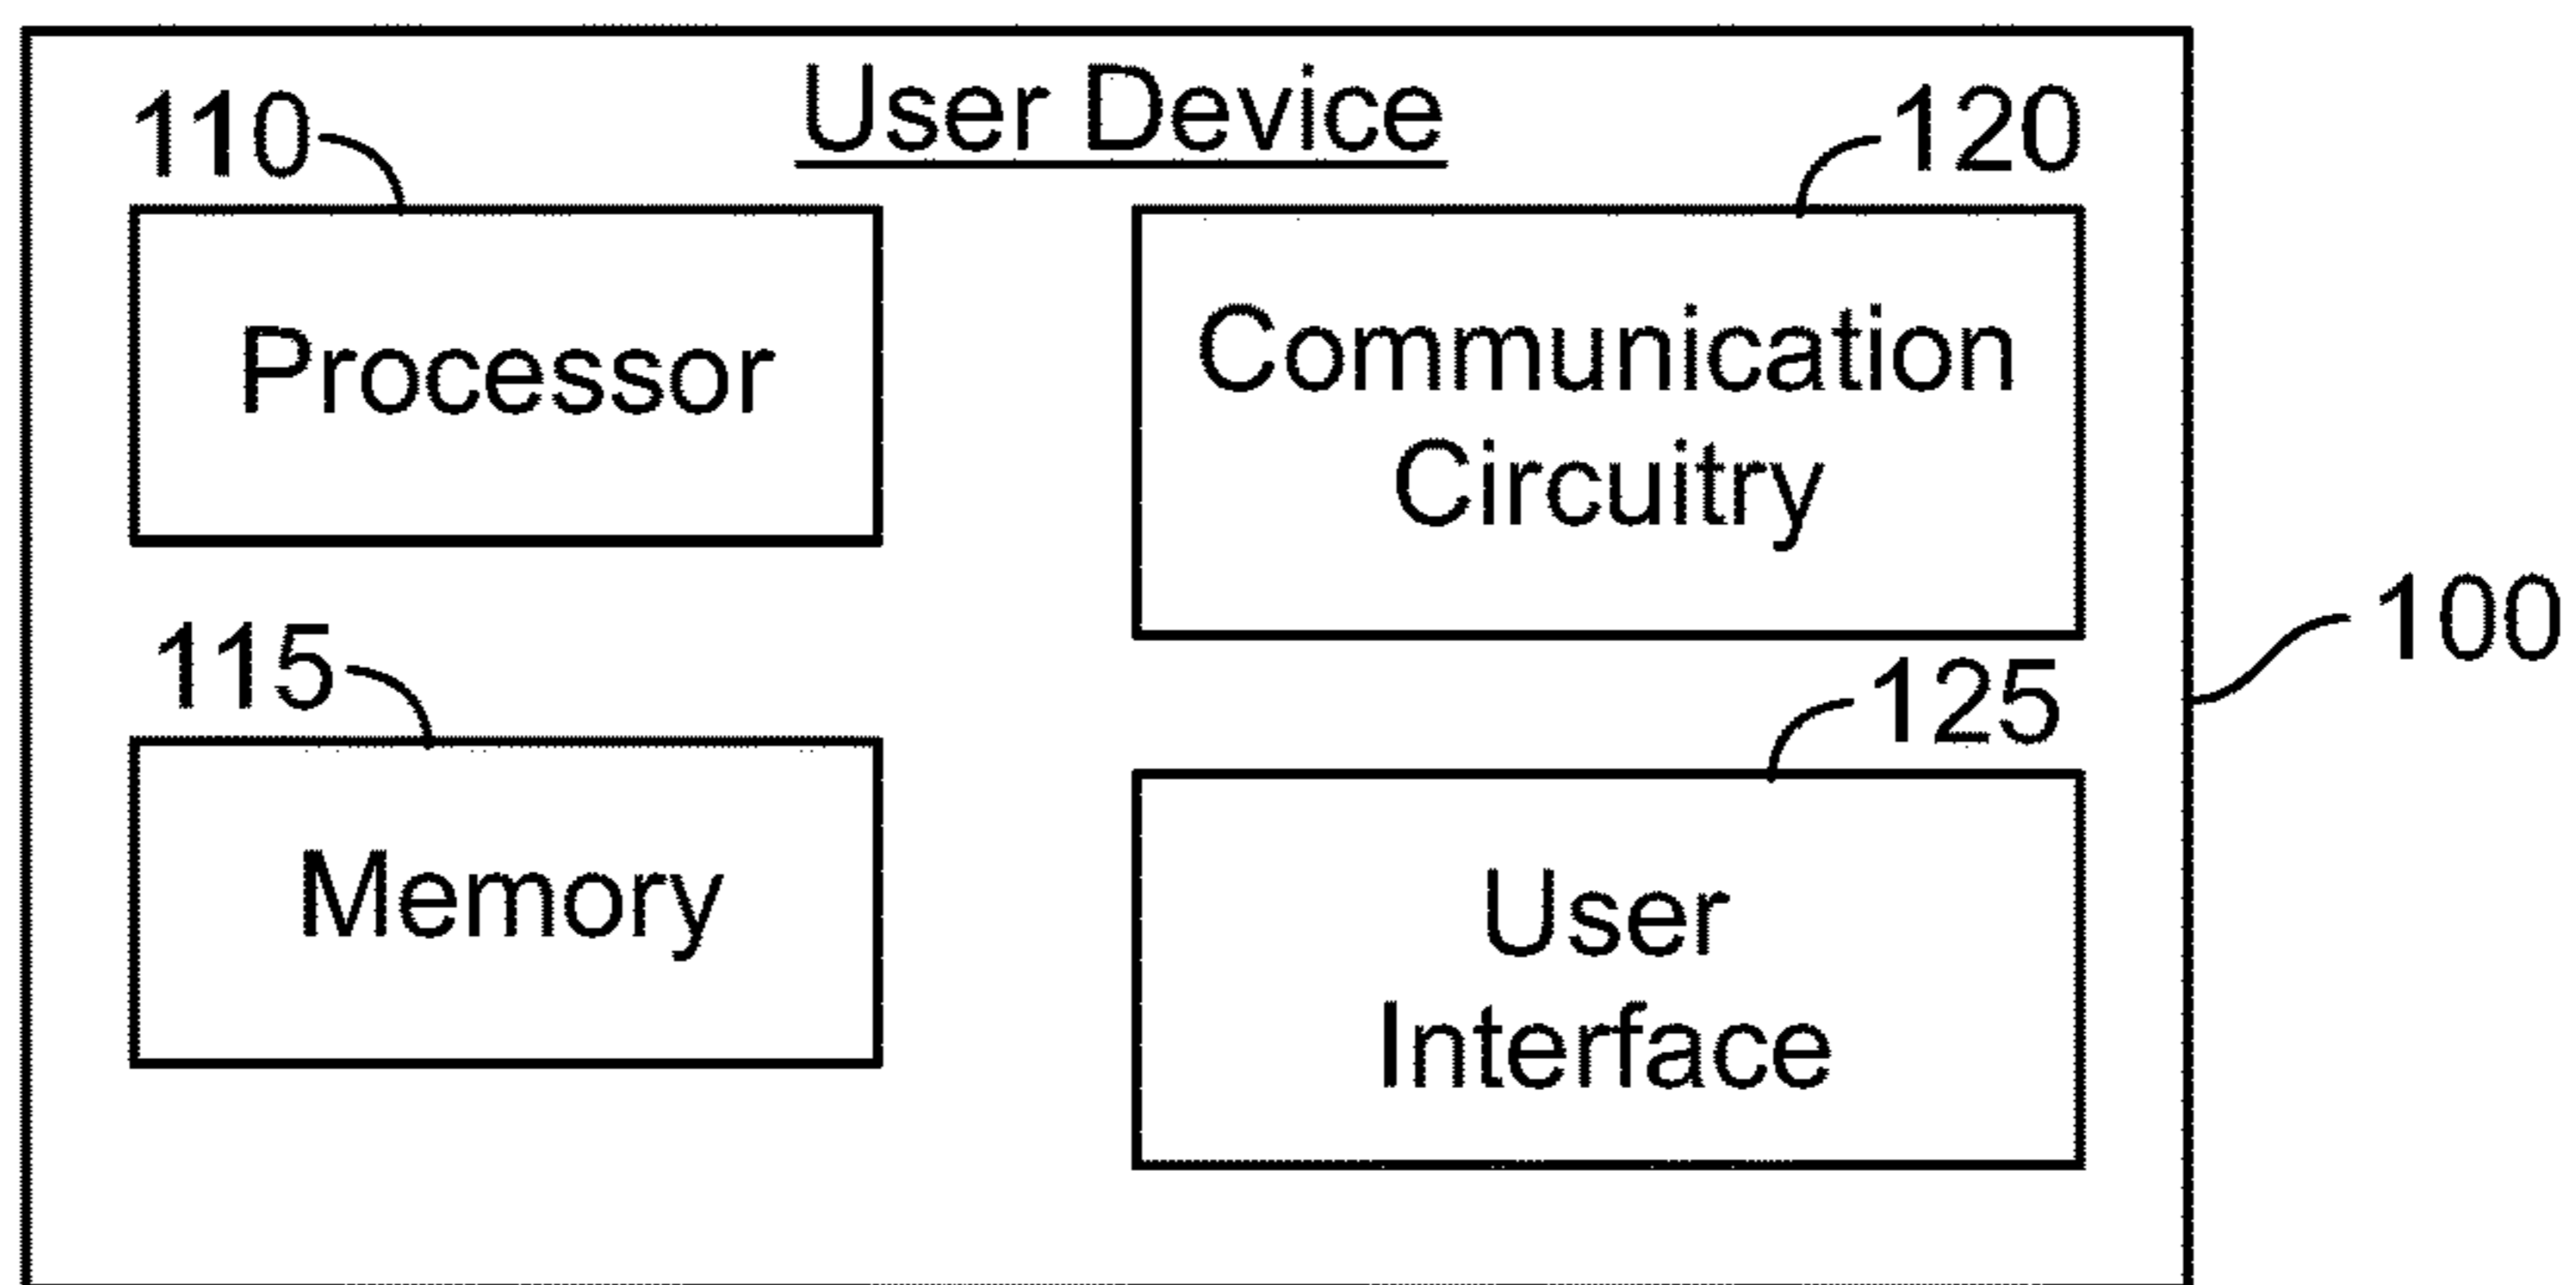 User Device
110
120
Processor
Communication
Circuitry
100
115
125
Memory
User
Interface